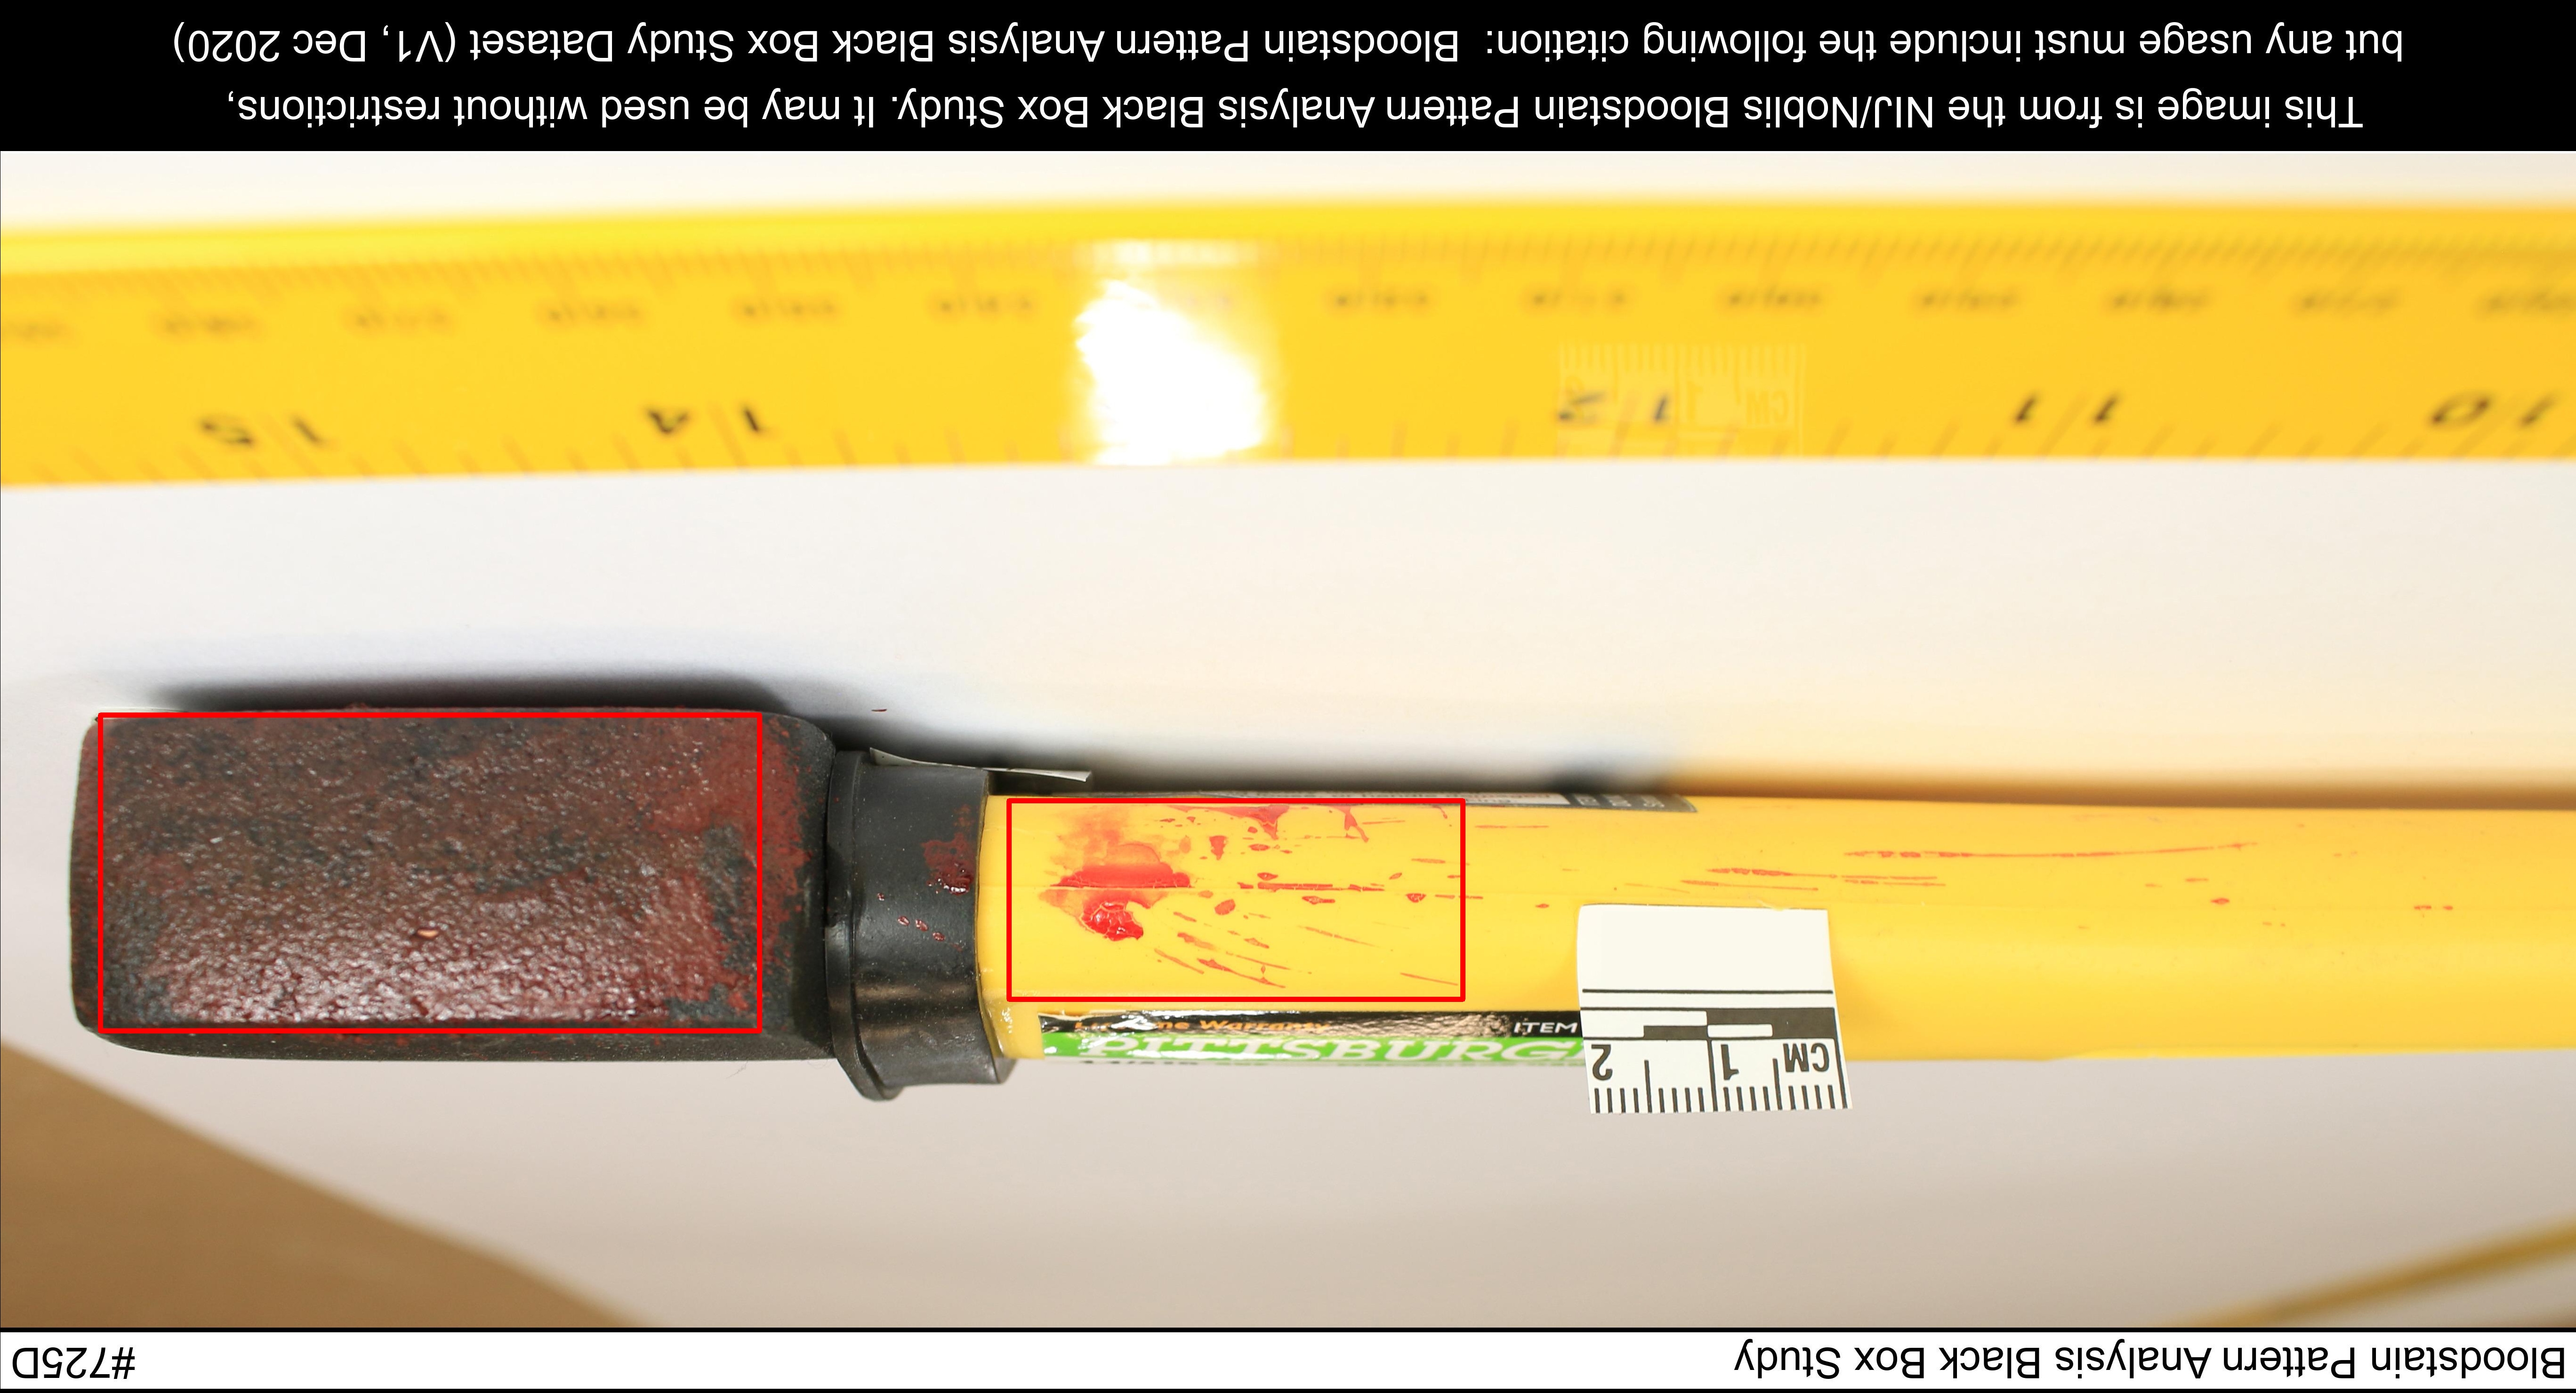 Bloodstain Pattern Analysis Black Box Study
#725D
CM 1 2
ITEM
PITTSBURG
Warranty
10 11 12 14 15
This image is from the NIJ/Noblis Bloodstain Pattern Analysis Black Box Study. It may be used without restrictions,
but any usage must include the following citation: Bloodstain Pattern Analysis Black Box Study Dataset (V1, Dec 2020)